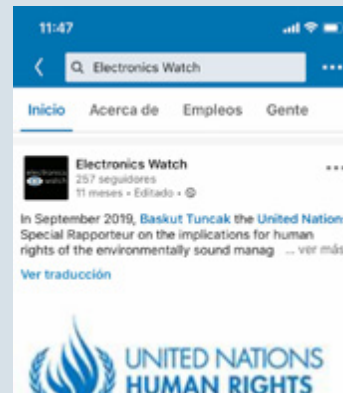 11:47
Electronics Watch
Inicio Acerca de Empleos Gente
electronics watch
Electronics Watch
257 seguidores
11 meses • Editado •
In September 2019, Baskut Tuncak the United Nations
Special Rapporteur on the implications for human
rights of the environmentally sound manag ... ver más
Ver traducción
UNITED NATIONS
HUMAN RIGHTS